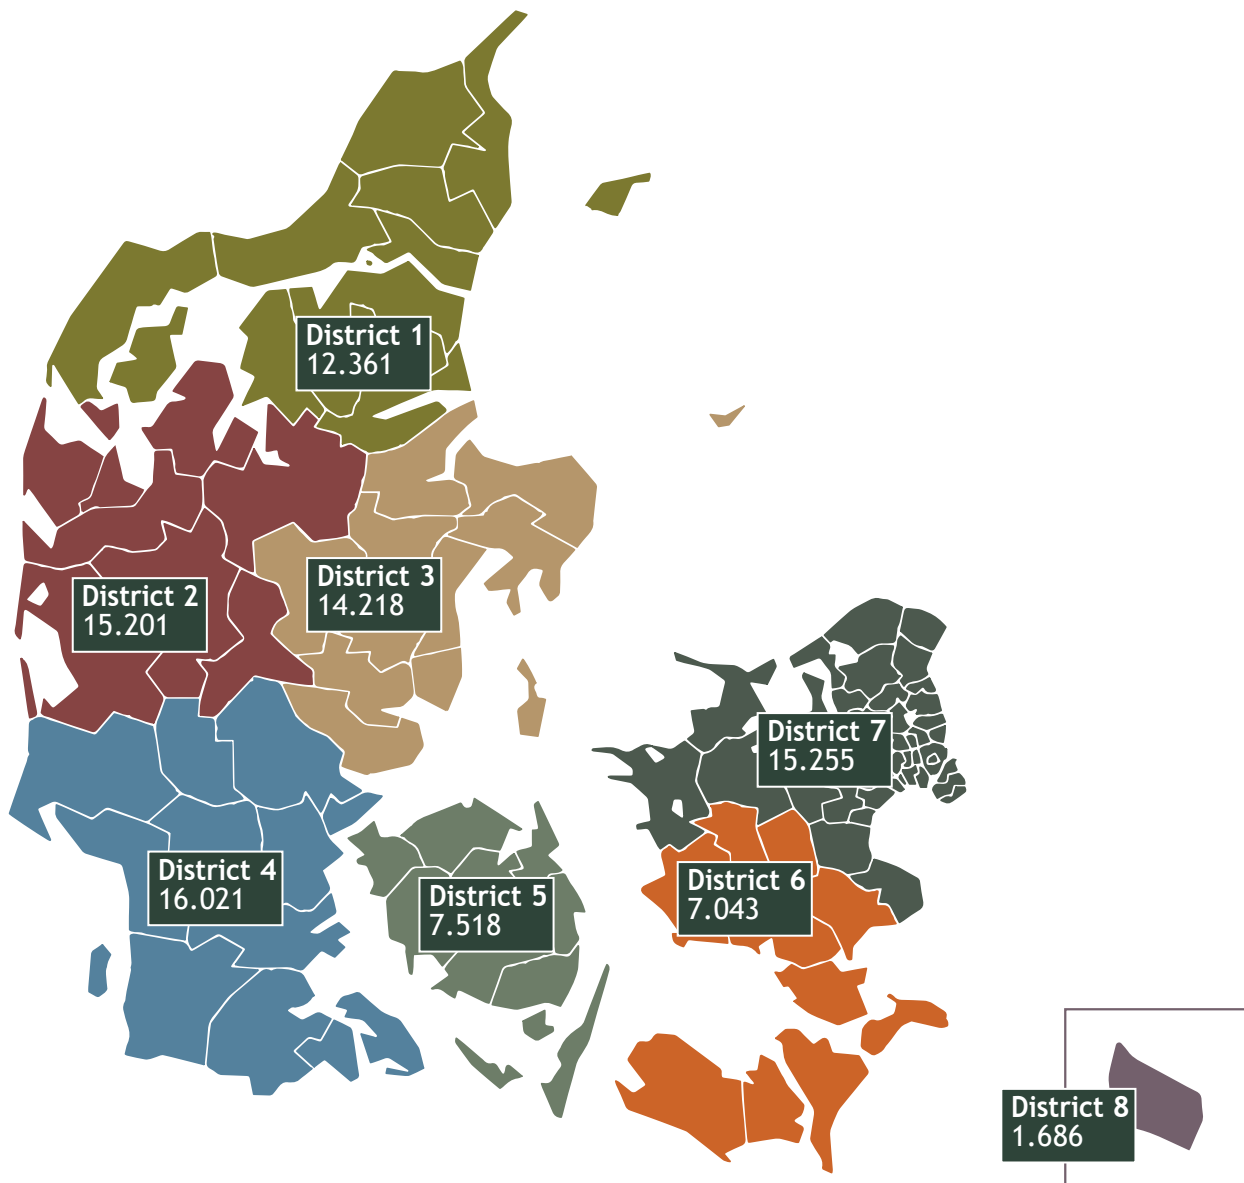 District 1
12.361
District 2
15.201
District 3
14.218
District 4
16.021
District 5
7.518
District 6
7.043
District 7
15.255
District 8
1.686